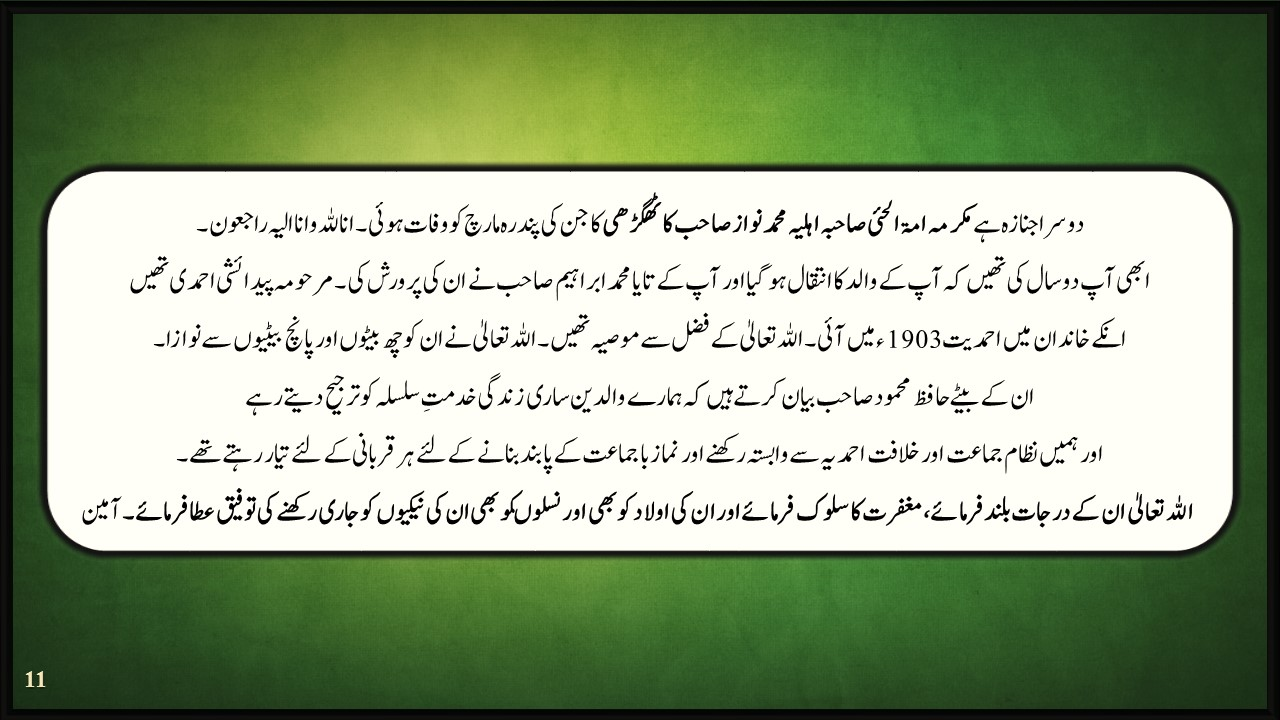 دوسرا جنازہ ہے مکرمہ امۃ الحئی صاحبہ اہلیہ محمد نواز صاحب کاٹھگڑھی کا جن کی پندرہ مارچ کو وفات ہوئی۔ اناللہ وانا الیہ راجعون۔
ابھی آپ دو سال کی تھیں کہ آپ کے والد کا انتقال ہو گیا اور آپ کے تایا محمد ابراہیم صاحب نے ان کی پرورش کی۔ مرحومہ پیدائشی احمدی تھیں
انکے خاندان میں احمدیت 1903ء میں آئی۔ اللہ تعالیٰ کے فضل سے موصیہ تھیں۔ اللہ تعالیٰ نے ان کو چھ بیٹوں اور پانچ بیٹیوں سے نوازا۔
ان کے بیٹے حافظ محمود صاحب بیان کرتے ہیں کہ ہمارے والدین ساری زندگی خدمتِ سلسلہ کو ترجیح دیتے رہے
اور ہمیں نظام جماعت اور خلافت احمدیہ سے وابستہ رکھنے اور نماز باجماعت کے پابند بنانے کے لئے ہر قربانی کے لئے تیار رہتے تھے۔
اللہ تعالیٰ ان کے درجات بلند فرمائے، مغفرت کا سلوک فرمائے اور ان کی اولاد کو بھی اور نسلوں کو بھی ان کی نیکیوں کو جاری رکھنے کی توفیق عطا فرمائے۔ آمین
11